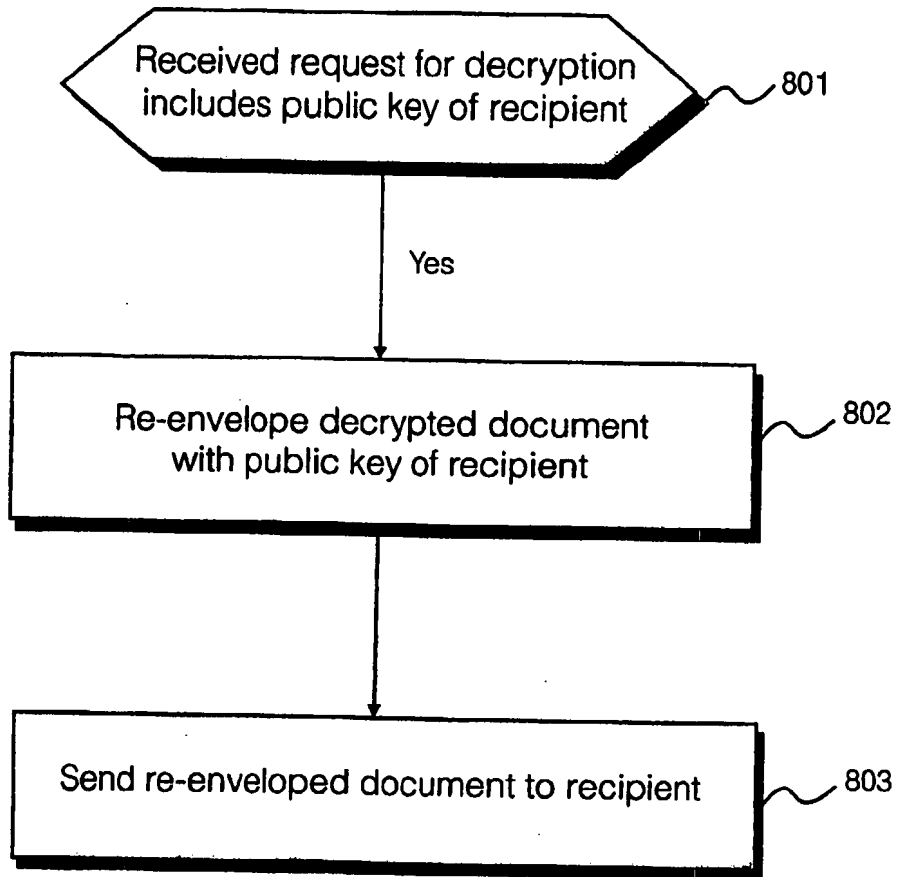 Received request for decryption
includes public key of recipient
801
Yes
Re-envelope decrypted document
with public key of recipient
802
Send re-enveloped document to recipient
803